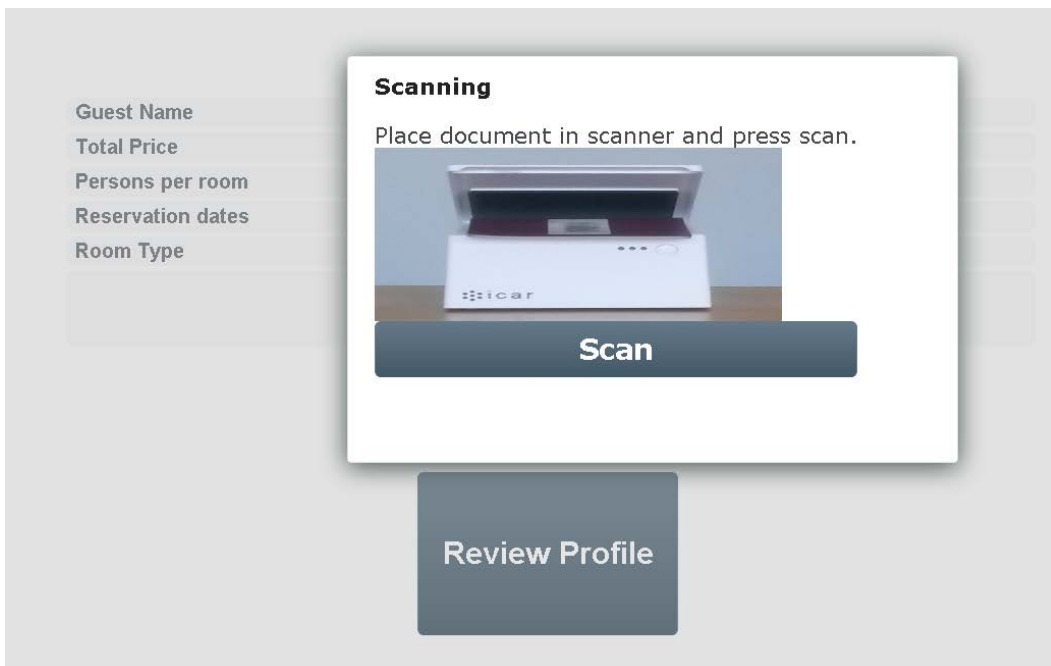 Guest Name
Total Price
Persons per room
Reservation dates
Room Type
Scanning
Place document in scanner and press scan.
icar
Scan
Review Profile